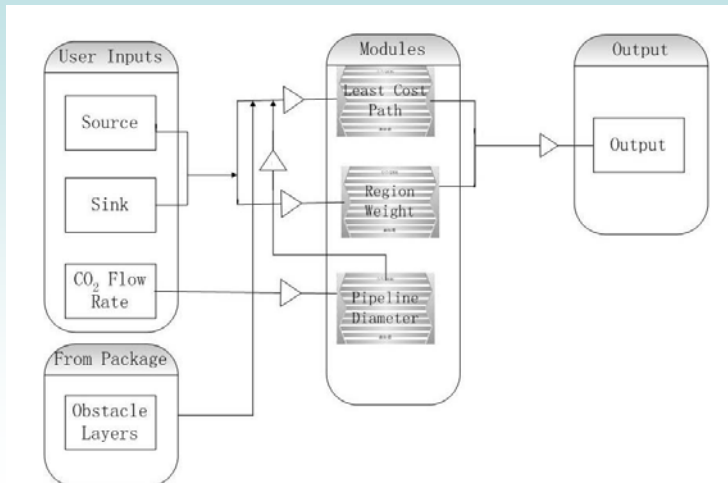 User Inputs
Source
Sink
CO₂ Flow
Rate
From Package
Obstacle
Layers
Modules
Least Cost
Path
Region
Weight
Pipeline
Diameter
Output
Output